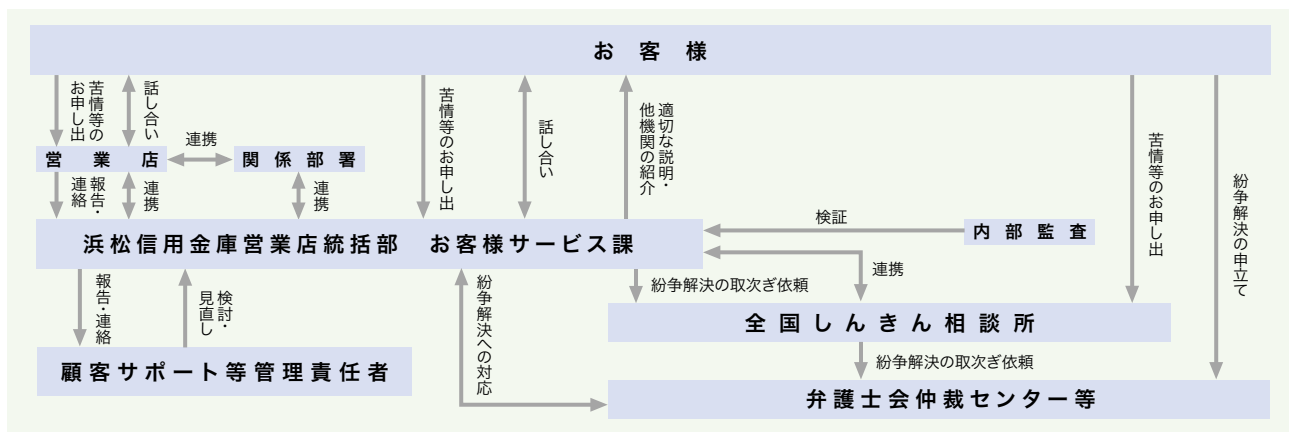 お客様
苦情等の
お申し出
話し合い
苦情等のお申し出
話し合い
適切な説明・
他機関の紹介
苦情等のお申し出
紛争解決の申立て
営業店
連携
関係部署
報告・
連絡
連携
連携
浜松信用金庫営業店統括部 お客様サービス課
検証
内部監査
報告・連絡
検討・
見直し
紛争解決への対応
紛争解決の取次ぎ依頼
連携
全国しんきん相談所
顧客サポート等管理責任者
紛争解決の取次ぎ依頼
弁護士会仲裁センター等